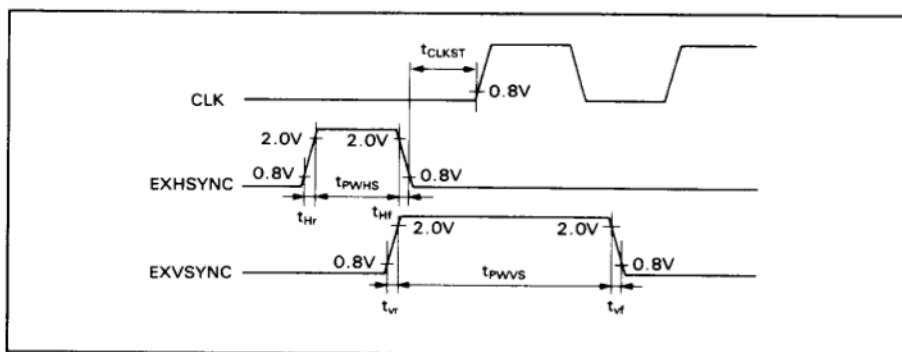 tCLKST
0.8V
CLK
2.0V
2.0V
0.8V
tPWHS
0.8V
EXHSYNC
tHr
tHf
2.0V
2.0V
0.8V
tPWVS
0.8V
EXVSYNC
tvr
tvf